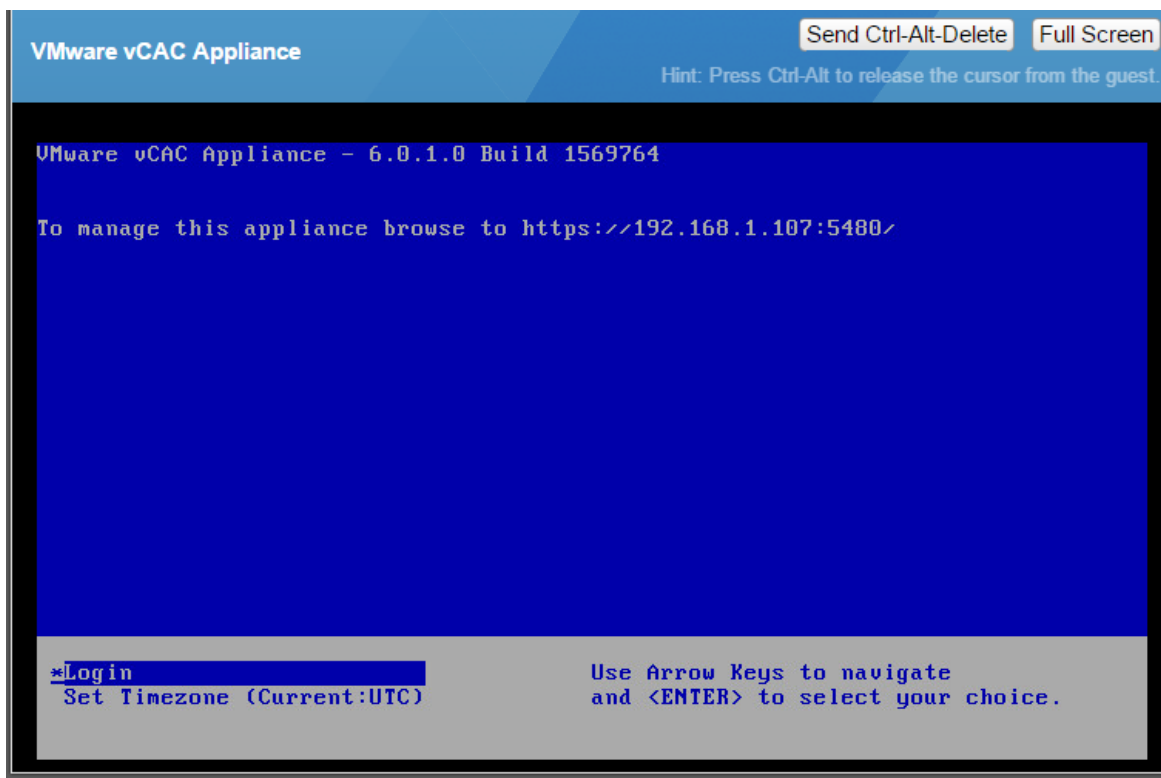 VMware vCAC Appliance
Send Ctrl-Alt-Delete
Full Screen
Hint: Press Ctrl-Alt to release the cursor from the guest.
VMware vCAC Appliance - 6.0.1.0 Build 1569764
To manage this appliance browse to https://192.168.1.107:5480/
*Login
Set Timezone (Current:UTC)
Use Arrow Keys to navigate
and <ENTER> to select your choice.